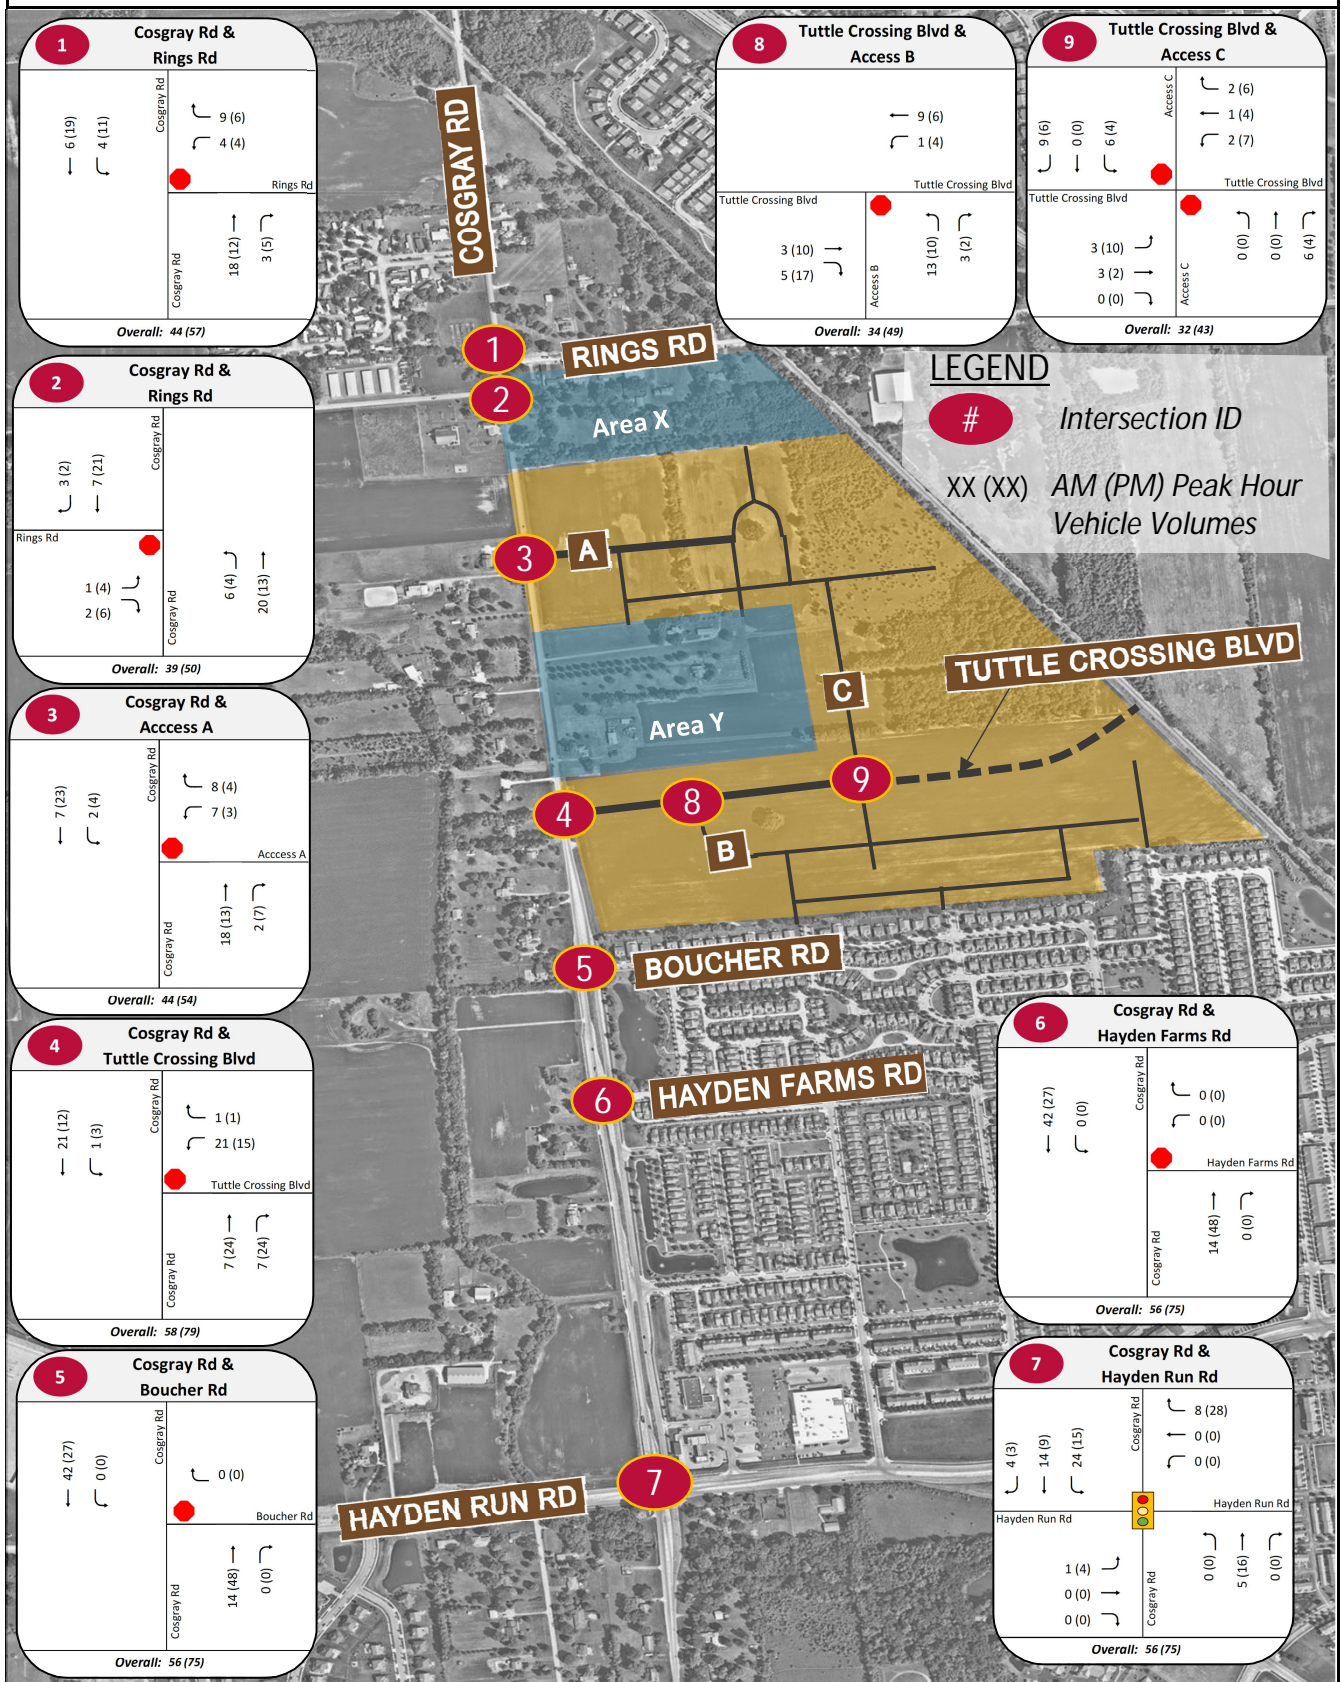 1
Cosgray Rd &
Rings Rd
6 (19)
4 (11)
Cosgray Rd
9 (6)
4 (4)
Rings Rd
Cosgray Rd
18 (12)
3 (5)
Overall: 44 (57)
2
Cosgray Rd &
Rings Rd
3 (2)
7 (21)
Cosgray Rd
Rings Rd
1 (4)
2 (6)
Cosgray Rd
6 (4)
20 (13)
Overall: 39 (50)
3
Cosgray Rd &
Acccess A
7 (23)
2 (4)
Cosgray Rd
8 (4)
7 (3)
Acccess A
Cosgray Rd
18 (13)
2 (7)
Overall: 44 (54)
4
Cosgray Rd &
Tuttle Crossing Blvd
21 (12)
1 (3)
Cosgray Rd
1 (1)
21 (15)
Tuttle Crossing Blvd
Cosgray Rd
7 (24)
7 (24)
Overall: 58 (79)
5
Cosgray Rd &
Boucher Rd
42 (27)
0 (0)
Cosgray Rd
0 (0)
Boucher Rd
Cosgray Rd
14 (48)
0 (0)
Overall: 56 (75)
8
Tuttle Crossing Blvd &
Access B
9 (6)
1 (4)
Tuttle Crossing Blvd
Tuttle Crossing Blvd
3 (10)
5 (17)
Access B
13 (10)
3 (2)
Overall: 34 (49)
9
Tuttle Crossing Blvd &
Access C
9 (6)
0 (0)
6 (4)
Access C
2 (6)
1 (4)
2 (7)
Tuttle Crossing Blvd
Tuttle Crossing Blvd
3 (10)
3 (2)
0 (0)
Access C
0 (0)
0 (0)
6 (4)
Overall: 32 (43)
LEGEND
# Intersection ID
XX (XX) AM (PM) Peak Hour
Vehicle Volumes
COSGRAY RD
1
RINGS RD
2
Area X
3
A
C
TUTTLE CROSSING BLVD
Area Y
4
8
9
B
5
BOUCHER RD
6
HAYDEN FARMS RD
7
HAYDEN RUN RD
6
Cosgray Rd &
Hayden Farms Rd
42 (27)
0 (0)
Cosgray Rd
0 (0)
0 (0)
Hayden Farms Rd
Cosgray Rd
14 (48)
0 (0)
Overall: 56 (75)
7
Cosgray Rd &
Hayden Run Rd
4 (3)
14 (9)
24 (15)
Cosgray Rd
8 (28)
0 (0)
0 (0)
Hayden Run Rd
Hayden Run Rd
1 (4)
0 (0)
0 (0)
Cosgray Rd
0 (0)
5 (16)
0 (0)
Overall: 56 (75)